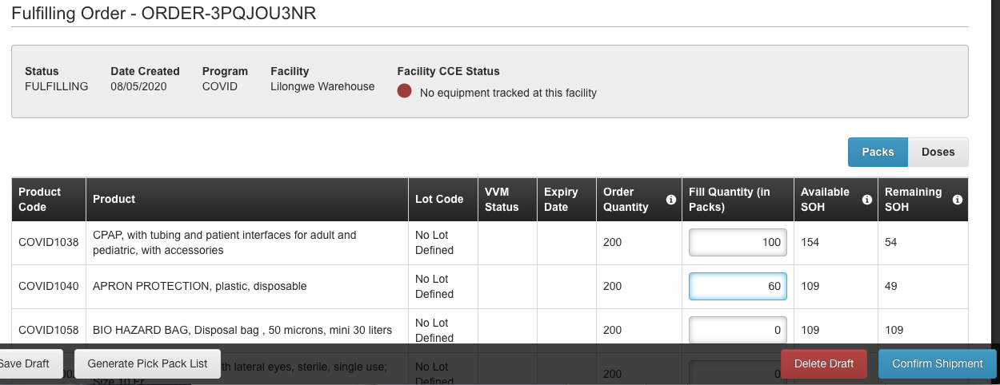 Fulfilling Order - ORDER-3PQJOU3NR
Status Date Created Program Facility Facility CCE Status
FULFILLING 08/05/2020 COVID Lilongwe Warehouse No equipment tracked at this facility
Packs Doses
Product Code Product Lot Code VVM Status Expiry Date Order Quantity Fill Quantity (in Packs) Available SOH Remaining SOH
COVID1038 CPAP, with tubing and patient interfaces for adult and pediatric, with accessories No Lot Defined 200 100 154 54
COVID1040 APRON PROTECTION, plastic, disposable No Lot Defined 200 60 109 49
COVID1058 BIO HAZARD BAG, Disposal bag , 50 microns, mini 30 liters No Lot Defined 200 0 109 109
lateral eyes, sterile, single use; Size 10 Fr No Lot Defined 200 0
Save Draft Generate Pick Pack List Delete Draft Confirm Shipment